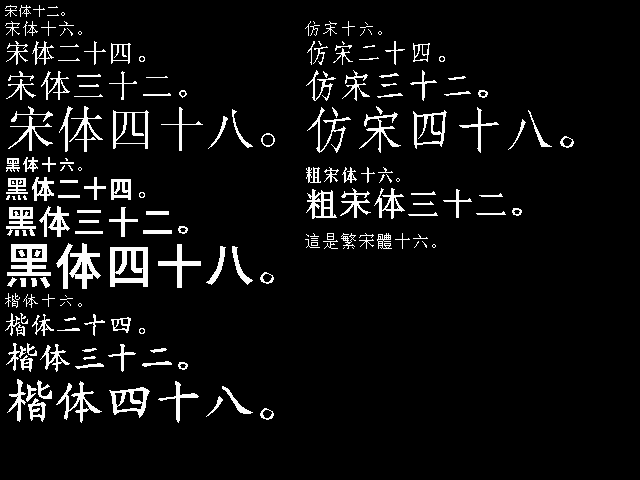 宋体十二。
宋体十六。
宋体二十四。
宋体三十二。
宋体四十八。
黑体十六。
黑体二十四。
黑体三十二。
黑体四十八。
楷体十六。
楷体二十四。
楷体三十二。
楷体四十八。
仿宋十六。
仿宋二十四。
仿宋三十二。
仿宋四十八。
粗宋体十六。
粗宋体三十二。
這是繁宋體十六。